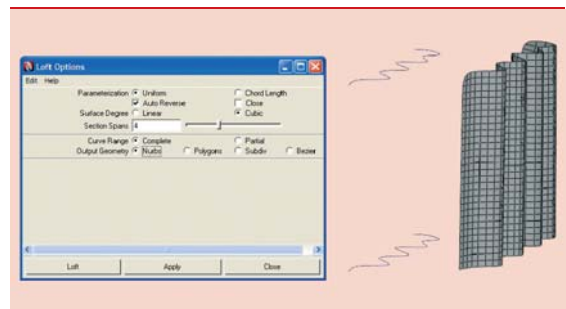 Loft Options
Edit Help
Parameterization Uniform Chord Length
Auto Reverse Close
Surface Degree Linear Cubic
Section Spans 4
Curve Range Complete Partial
Output Geometry Nurbs Polygons Subdiv Bezier
Loft Apply Close